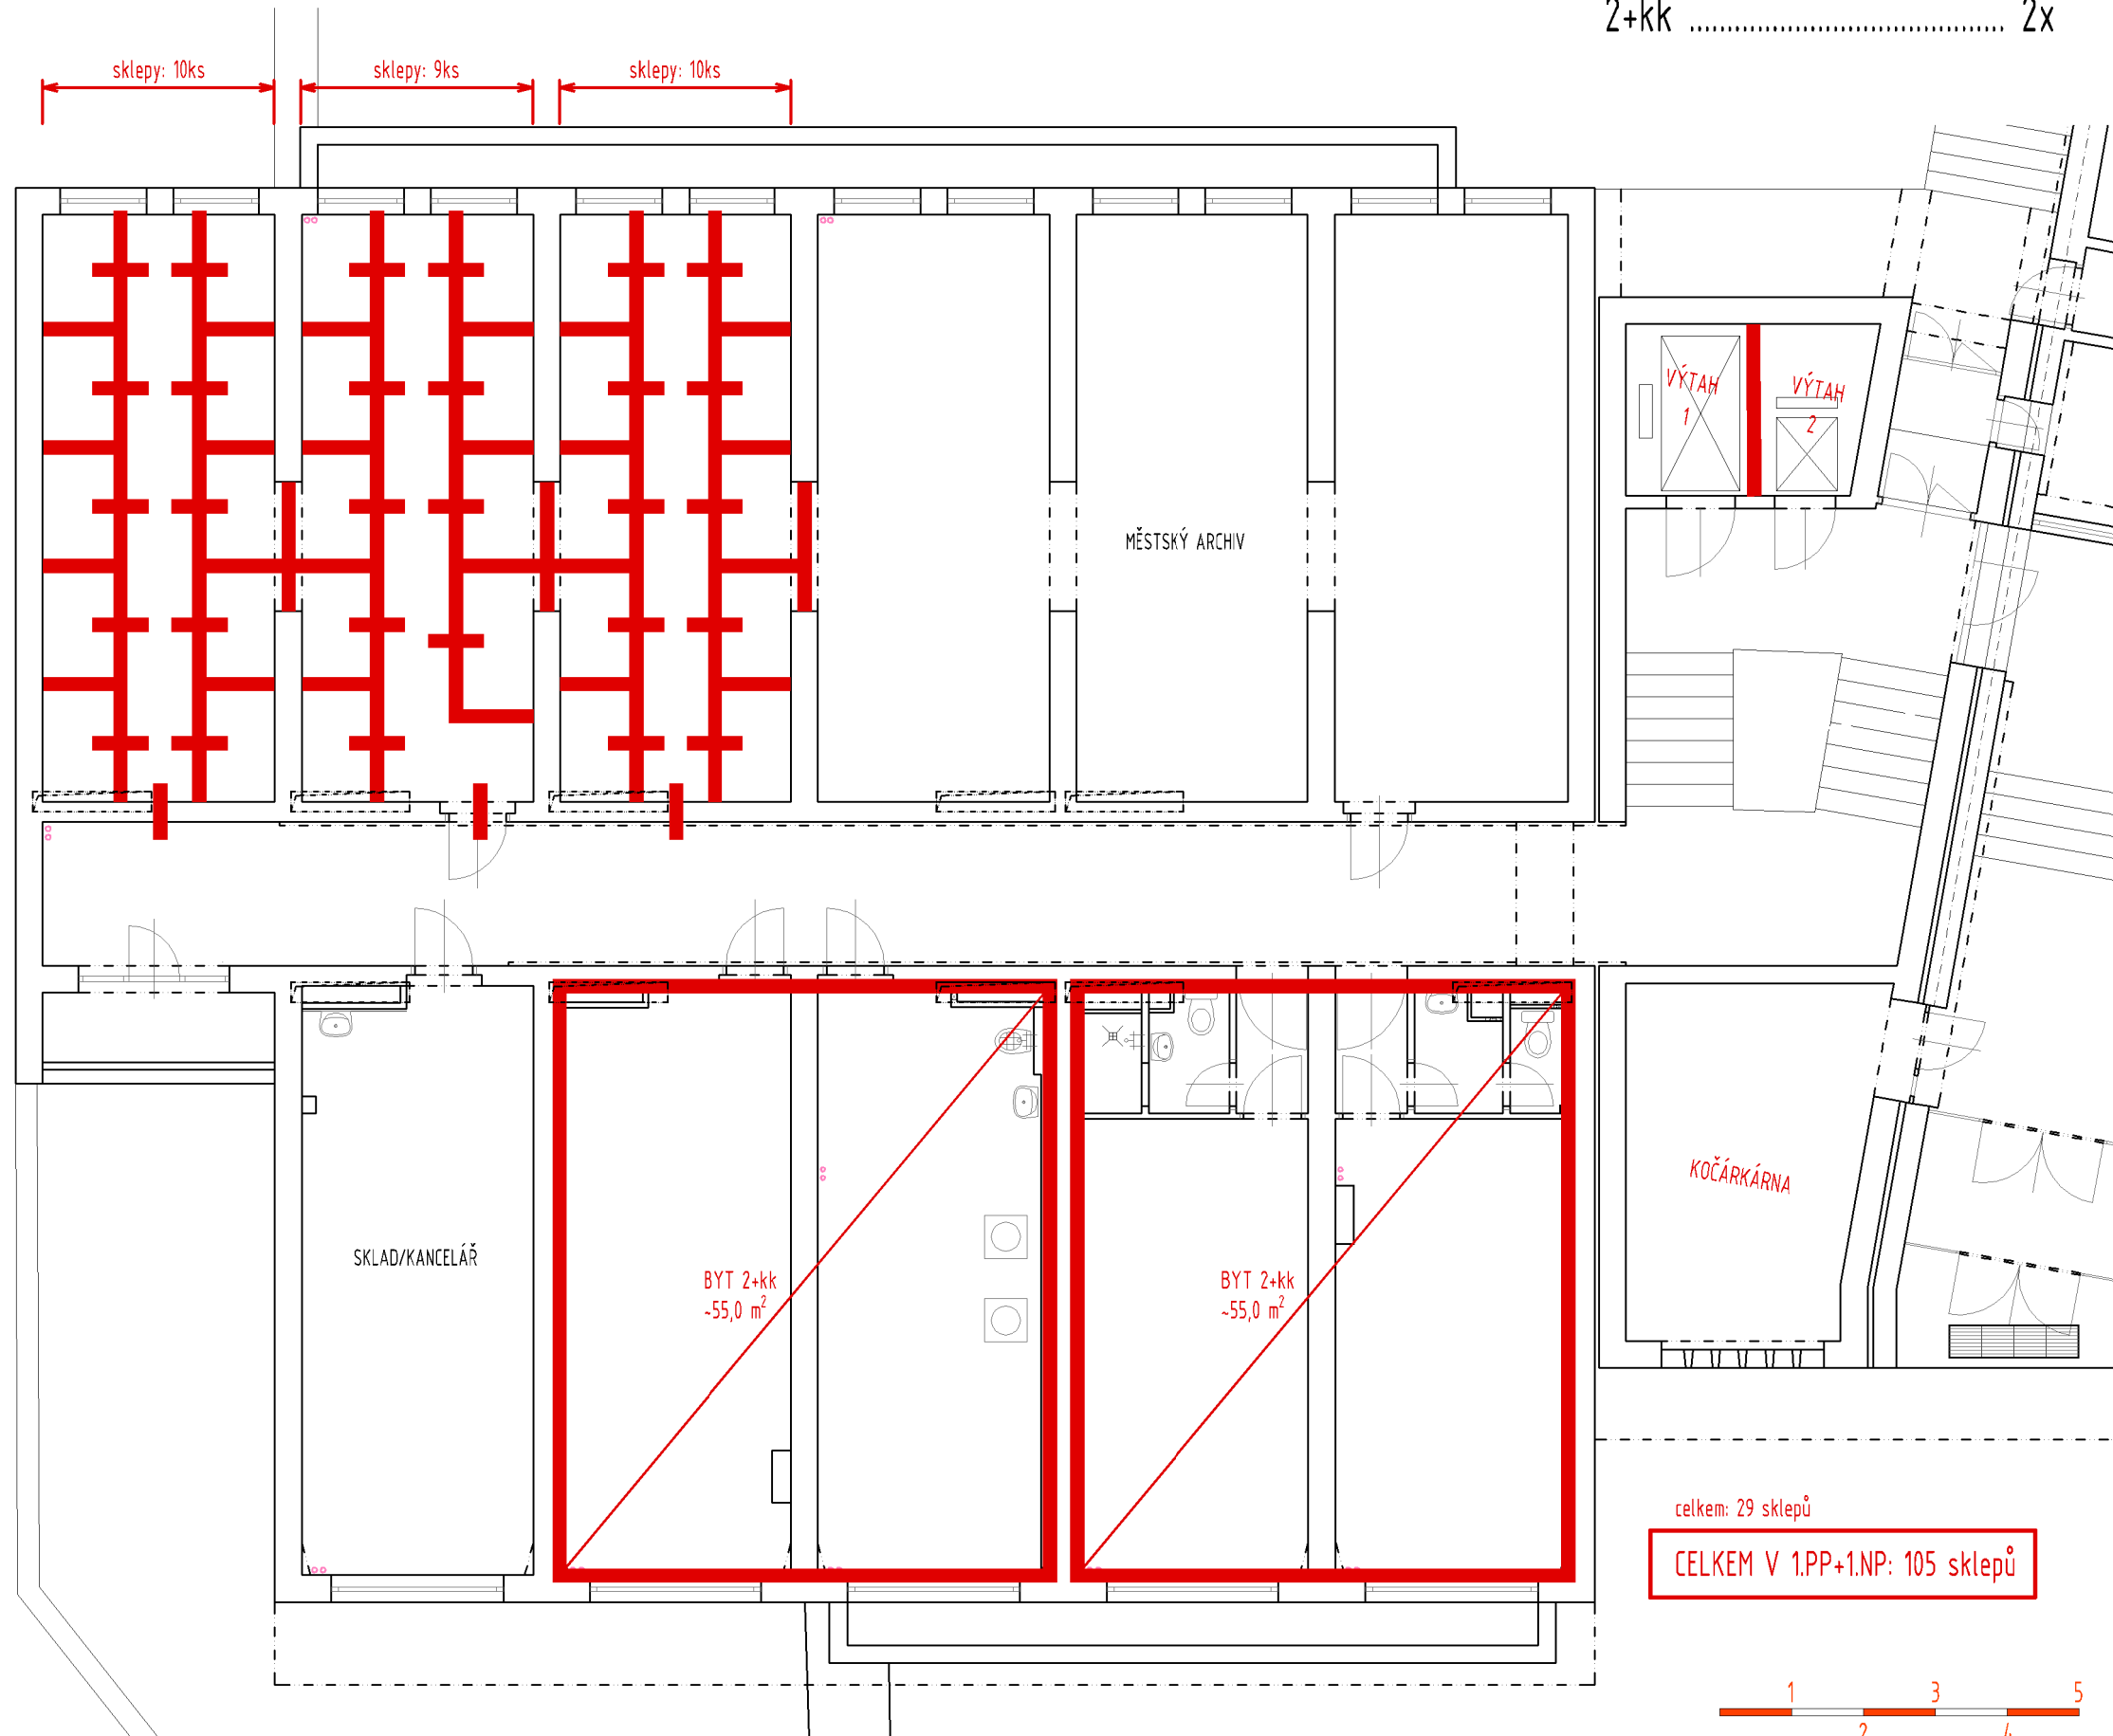 2+kk ........................................ 2x
sklepy: 10ks
sklepy: 9ks
sklepy: 10ks
VÝTAH
1
VÝTAH
2
MĚSTSKÝ ARCHIV
KOČÁRKÁRNA
SKLAD/KANCELÁŘ
BYT 2+kk
~55,0 m²
BYT 2+kk
~55,0 m²
celkem: 29 sklepů
CELKEM V 1.PP+1.NP: 105 sklepů
1 3 5
2 4